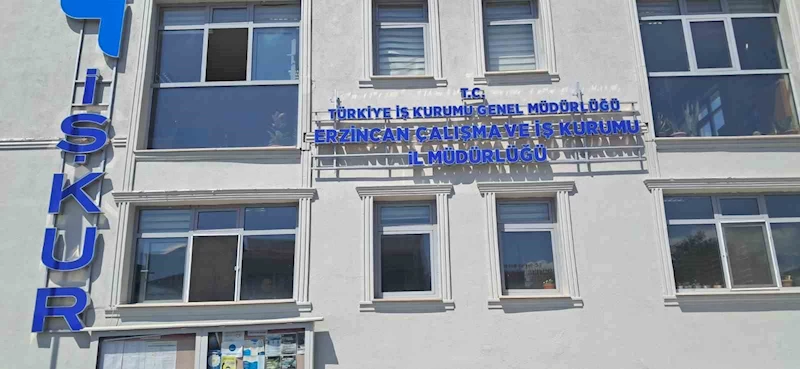 İŞKUR
T.C.
TÜRKİYE İŞ KURUMU GENEL MÜDÜRLÜĞÜ
ERZİNCAN ÇALIŞMA VE İŞ KURUMU
İL MÜDÜRLÜĞÜ